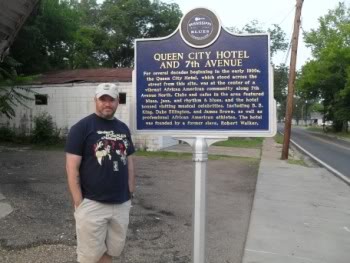 MISSISSIPPI
BLUES
QUEEN CITY HOTEL
AND 7TH AVENUE
For several decades beginning in the early 1900s,
the Queen City Hotel, which stood across the
street from this site, was at the center of a
vibrant African American community along 7th
Avenue North. Clubs and cafes in the area featured
blues, jazz, and rhythm & blues, and the hotel
housed visiting musical celebrities, including B. B.
King, Duke Ellington, and James Brown, as well as
professional African American athletes. The hotel
was founded by a former slave, Robert Walker.